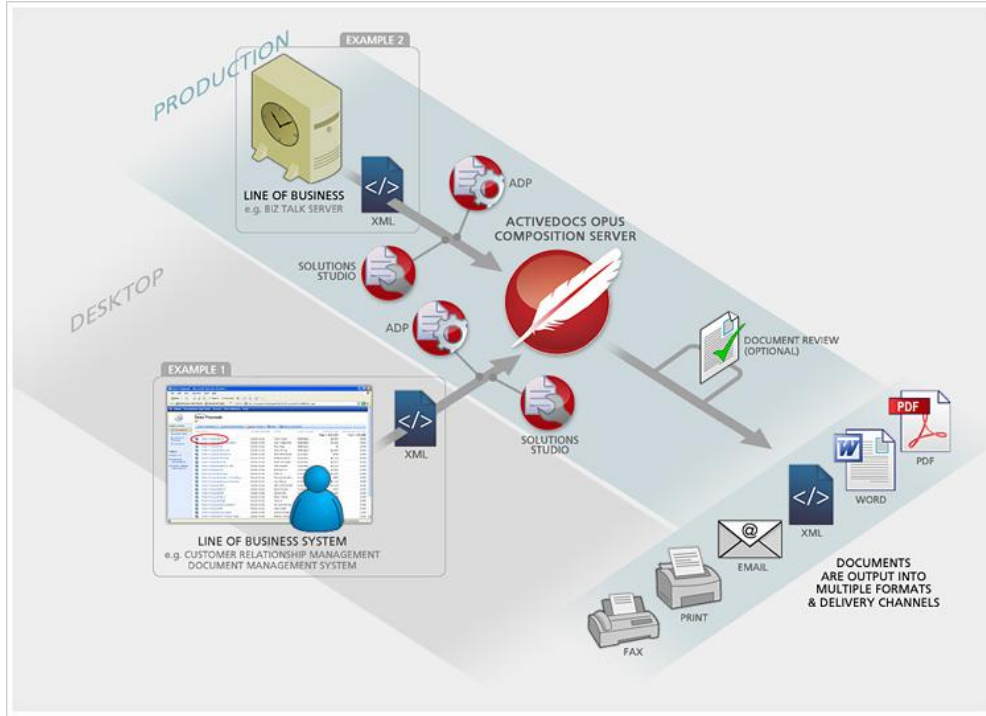 EXAMPLE 2
PRODUCTION
LINE OF BUSINESS
e.g. BIZ TALK SERVER
</>
XML
ADP
SOLUTIONS
STUDIO
ACTIVEDOCS OPUS
COMPOSITION SERVER
DESKTOP
ADP
DOCUMENT REVIEW
(OPTIONAL)
EXAMPLE 1
</>
XML
SOLUTIONS
STUDIO
LINE OF BUSINESS SYSTEM
e.g. CUSTOMER RELATIONSHIP MANAGEMENT
DOCUMENT MANAGEMENT SYSTEM
PDF
PDF
W
WORD
</>
XML
@
EMAIL
PRINT
FAX
DOCUMENTS
ARE OUTPUT INTO
MULTIPLE FORMATS
& DELIVERY CHANNELS